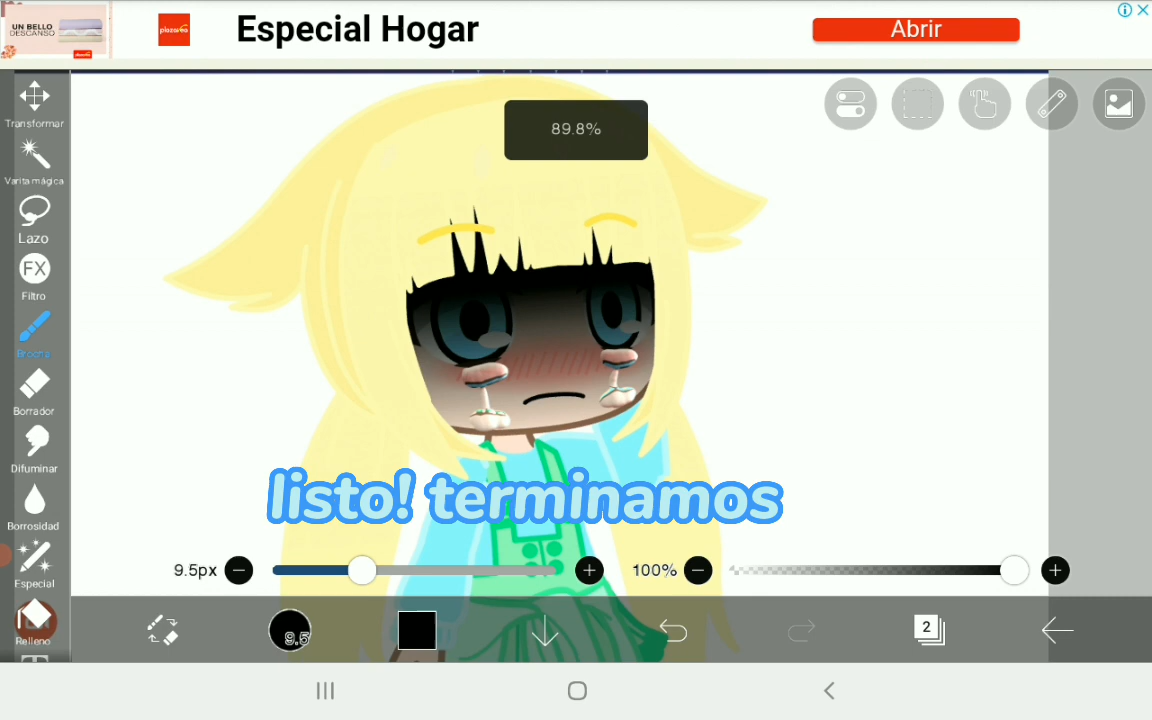 UN BELLO
DESCANSO
plazavea
Especial Hogar
Abrir
89.8%
Transformar
Varita mágica
Lazo
FX
Filtro
Brocha
Borrador
Difuminar
Borrosidad
Especial
Relleno
listo! terminamos
9.5px
100%
9.5
2